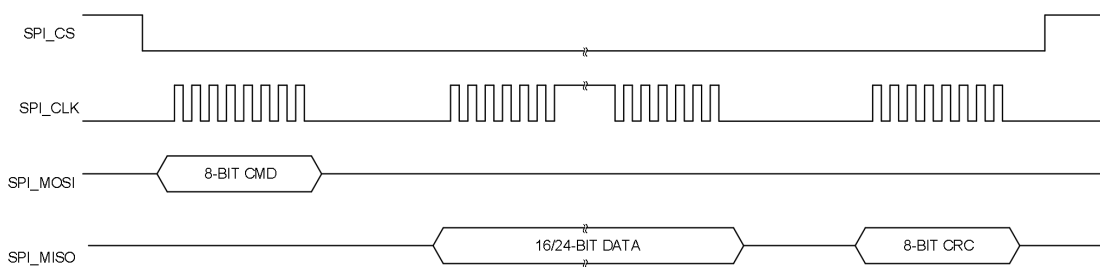 SPI_CS
SPI_CLK
SPI_MOSI
8-BIT CMD
SPI_MISO
16/24-BIT DATA
8-BIT CRC